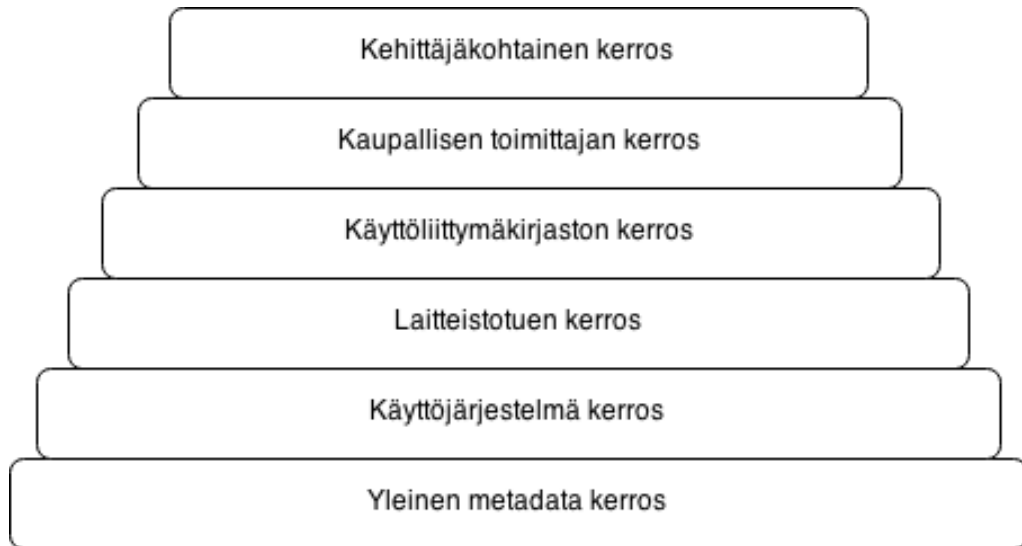 Kehittäjäkohtainen kerros
Kaupallisen toimittajan kerros
Käyttöliittymäkirjaston kerros
Laitteistotuen kerros
Käyttöjärjestelmä kerros
Yleinen metadata kerros